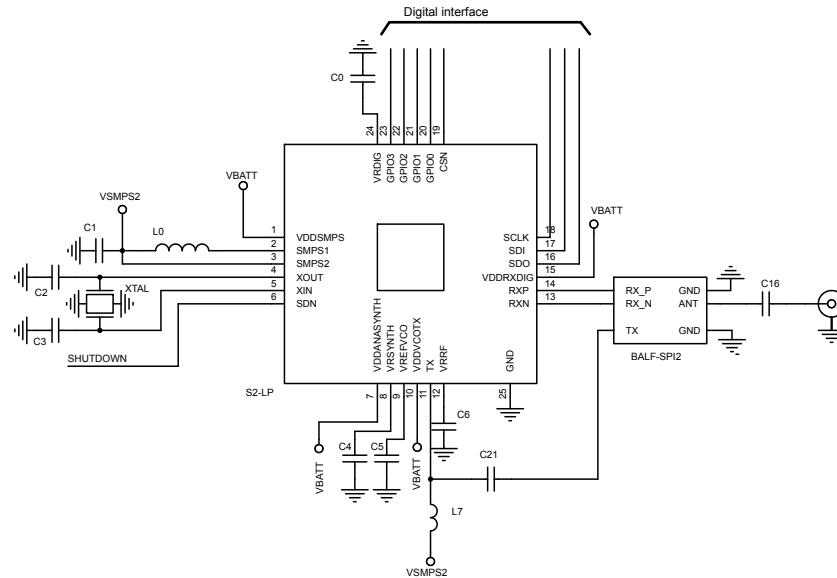 Digital interface
C0
24
23
22
21
20
19
VRDIG
GPIO3
GPIO2
GPIO1
GPIO0
CSN
VBATT
VSMPS2
C1
L0
1
2
3
4
5
6
VDDSMPS
SMPS1
SMPS2
XOUT
XIN
SDN
C2
XTAL
C3
SHUTDOWN
SCLK
SDI
SDO
VDDRXDIG
RXP
RXN
18
17
16
15
14
13
VBATT
RX_P
RX_N
TX
GND
ANT
GND
C16
BALF-SPI2
VDDANASYNTH
VRSYNTH
VREFVCO
VDDVCOTX
TX
VRRF
GND
S2-LP
7
8
9
10
11
12
25
C6
C4
C5
VBATT
VBATT
C21
L7
VSMPS2